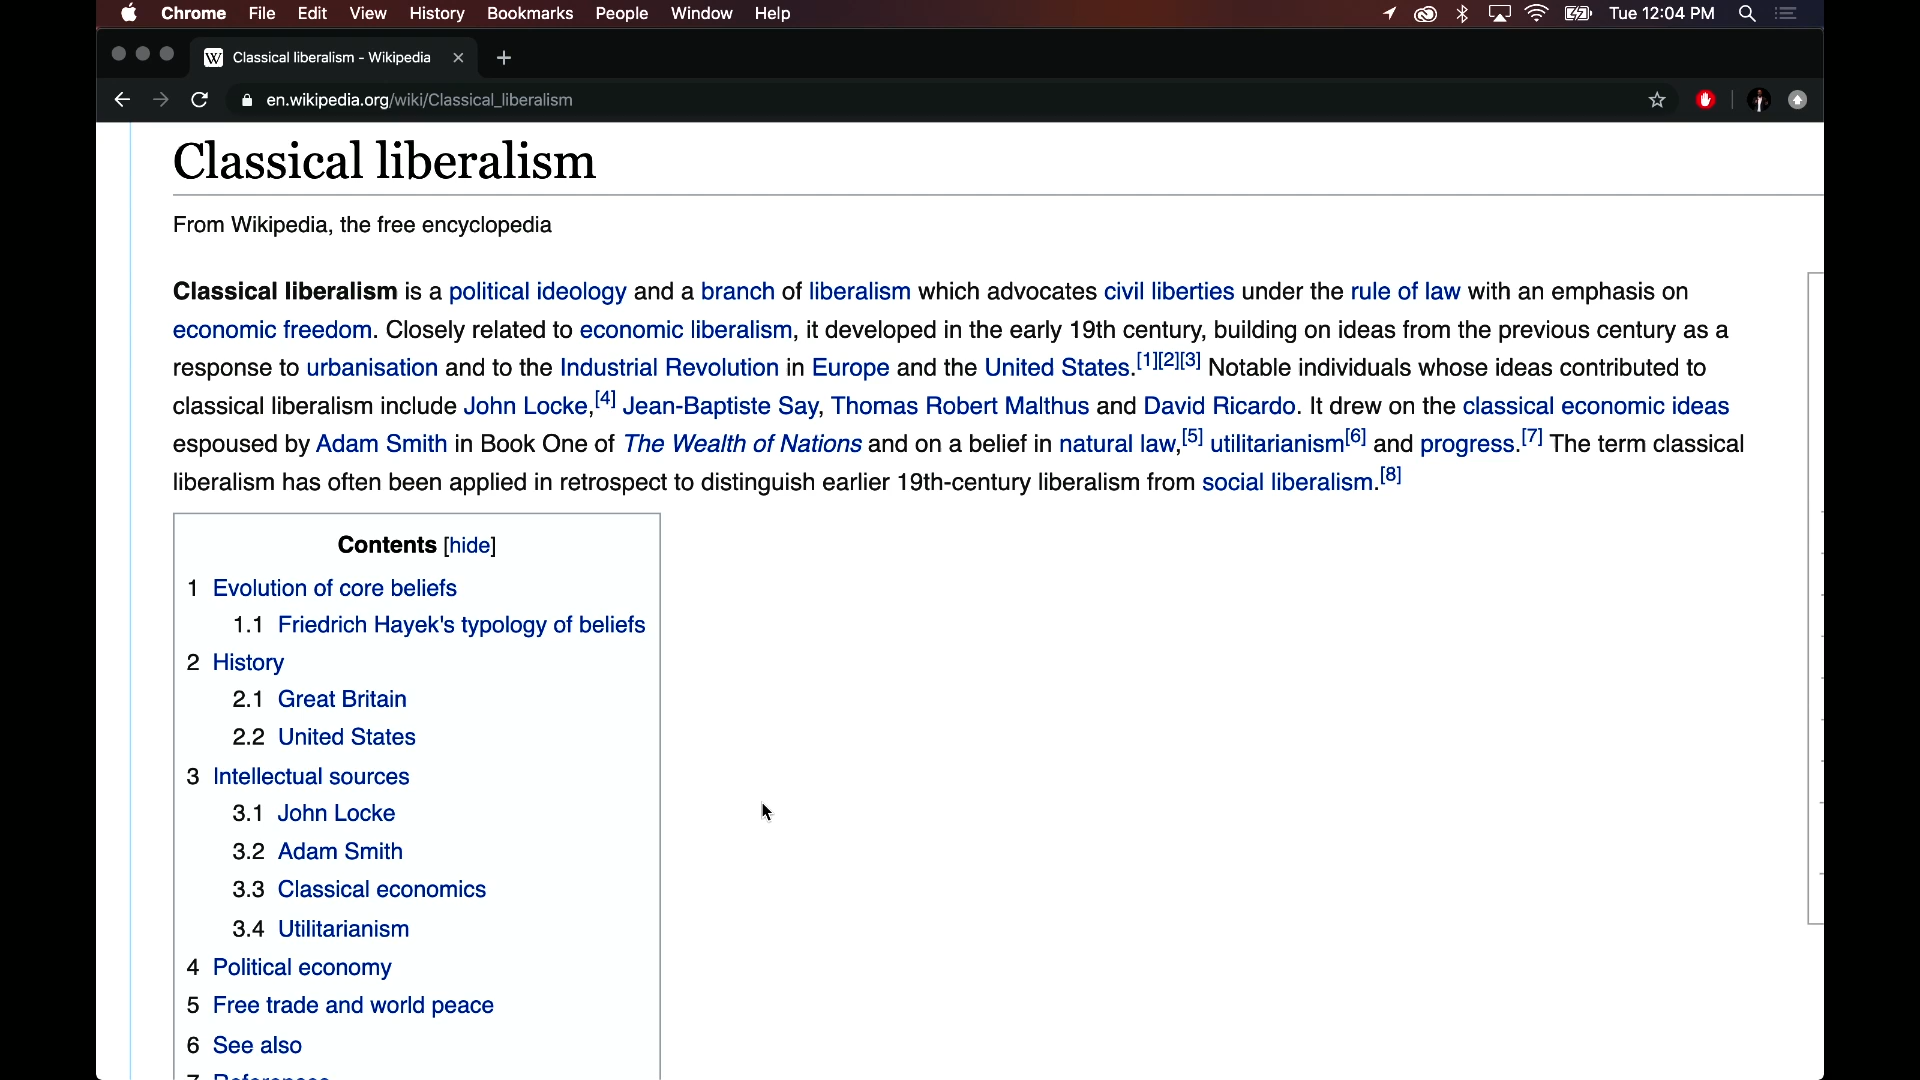 Chrome File Edit View History Bookmarks People Window Help Tue 12:04 PM
W Classical liberalism - Wikipedia
en.wikipedia.org/wiki/Classical_liberalism
Classical liberalism
From Wikipedia, the free encyclopedia
Classical liberalism is a political ideology and a branch of liberalism which advocates civil liberties under the rule of law with an emphasis on
economic freedom. Closely related to economic liberalism, it developed in the early 19th century, building on ideas from the previous century as a
response to urbanisation and to the Industrial Revolution in Europe and the United States.[1][2][3] Notable individuals whose ideas contributed to
classical liberalism include John Locke,[4] Jean-Baptiste Say, Thomas Robert Malthus and David Ricardo. It drew on the classical economic ideas
espoused by Adam Smith in Book One of The Wealth of Nations and on a belief in natural law,[5] utilitarianism[6] and progress.[7] The term classical
liberalism has often been applied in retrospect to distinguish earlier 19th-century liberalism from social liberalism.[8]
Contents [hide]
1 Evolution of core beliefs
1.1 Friedrich Hayek's typology of beliefs
2 History
2.1 Great Britain
2.2 United States
3 Intellectual sources
3.1 John Locke
3.2 Adam Smith
3.3 Classical economics
3.4 Utilitarianism
4 Political economy
5 Free trade and world peace
6 See also
7 References